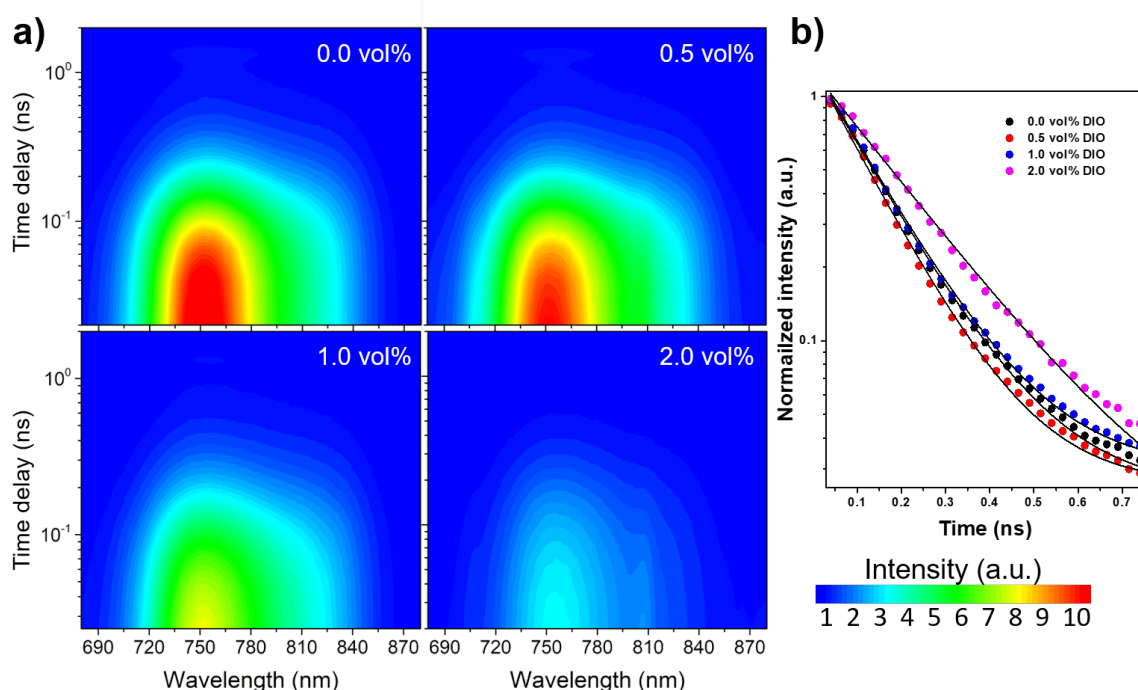 a)
0.0 vol%
0.5 vol%
10⁰
10⁻¹
Time delay (ns)
1.0 vol%
2.0 vol%
10⁰
10⁻¹
Time delay (ns)
690 720 750 780 810 840 870
690 720 750 780 810 840 870
Wavelength (nm)
Wavelength (nm)
b)
1
0.1
Normailzed intensity (a.u.)
0.0 vol% DIO
0.5 vol% DIO
1.0 vol% DIO
2.0 vol% DIO
0.1 0.2 0.3 0.4 0.5 0.6 0.7
Time (ns)
Intensity (a.u.)
1 2 3 4 5 6 7 8 9 10